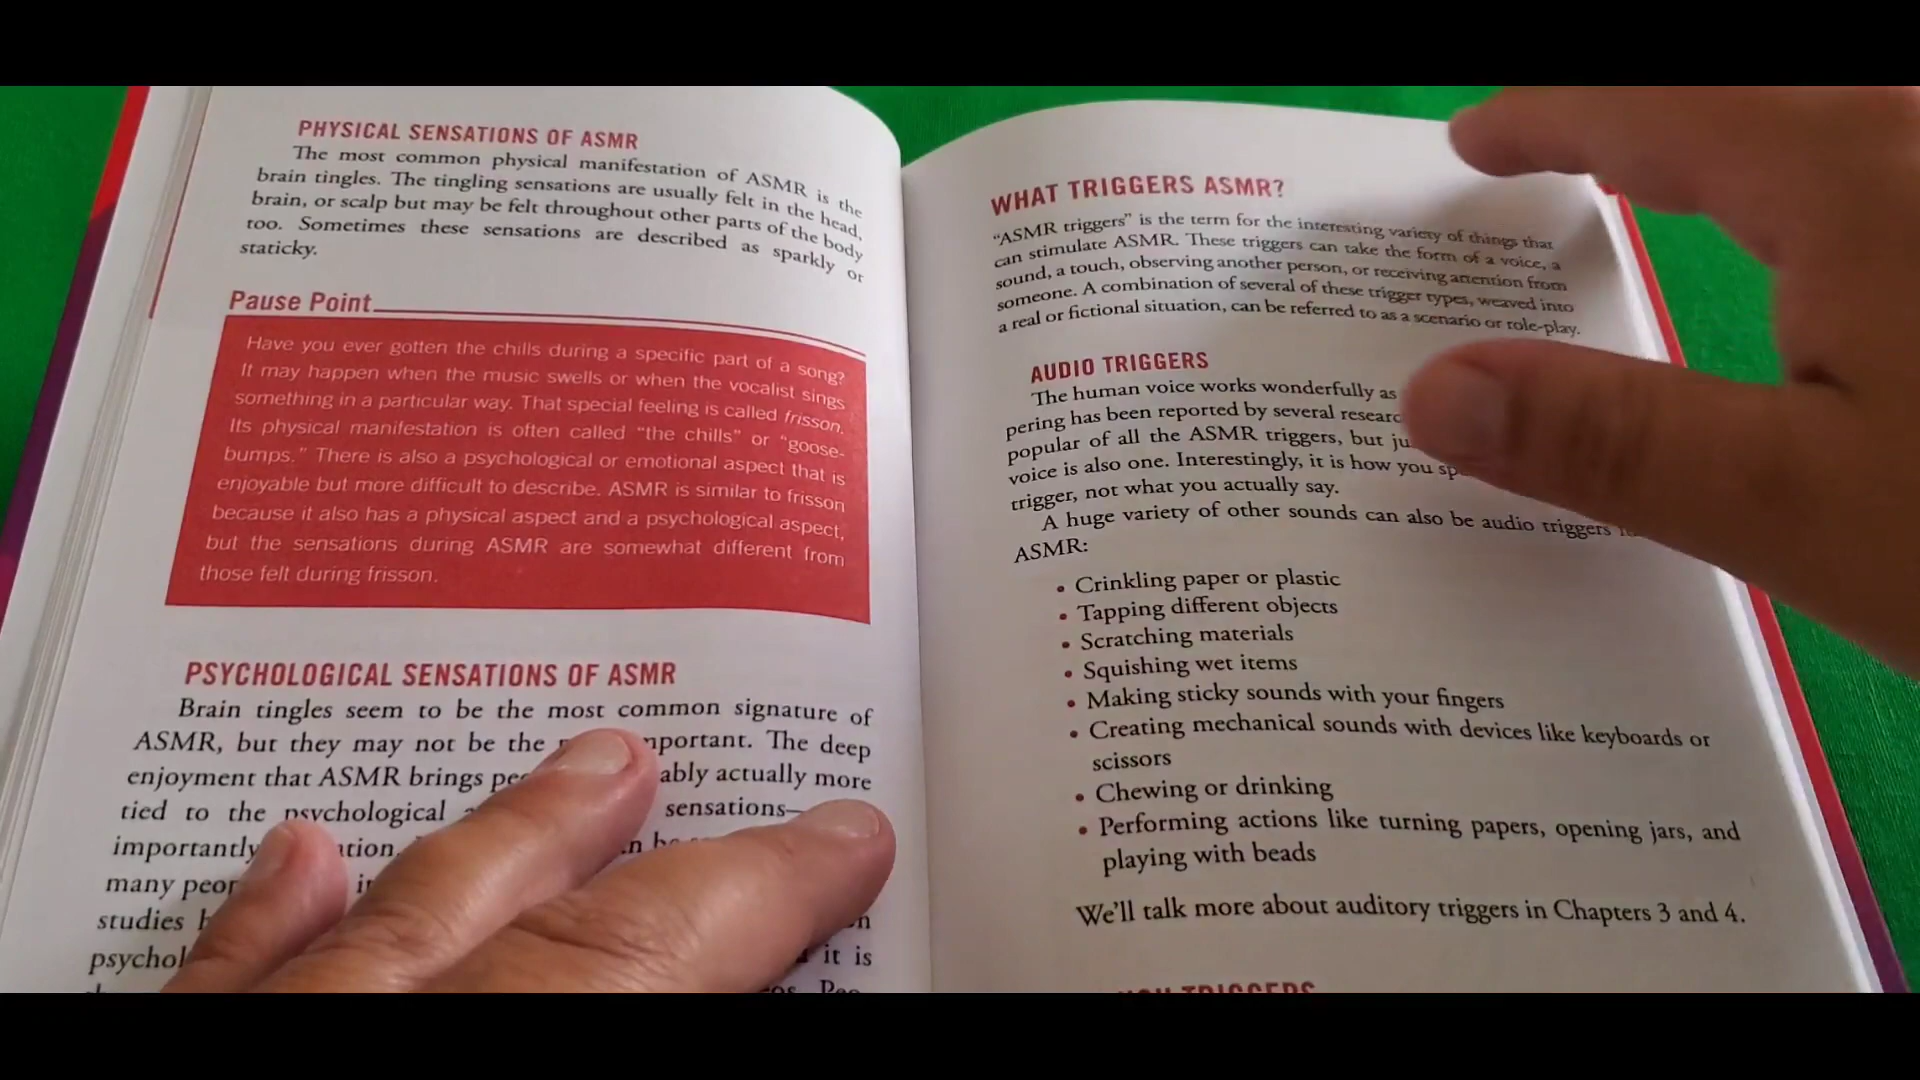 PHYSICAL SENSATIONS OF ASMR
The most common physical manifestation of ASMR is the
brain tingles. The tingling sensations are usually felt in the head,
brain, or scalp but may be felt throughout other parts of the body
too. Sometimes these sensations are described as sparkly or
staticky.
Pause Point
Have you ever gotten the chills during a specific part of a song?
It may happen when the music swells or when the vocalist sings
something in a particular way. That special feeling is called frisson.
Its physical manifestation is often called "the chills" or "goose-
bumps." There is also a psychological or emotional aspect that is
enjoyable but more difficult to describe. ASMR is similar to frisson
because it also has a physical aspect and a psychological aspect,
but the sensations during ASMR are somewhat different from
those felt during frisson.
PSYCHOLOGICAL SENSATIONS OF ASMR
Brain tingles seem to be the most common signature of
ASMR, but they may not be the important. The deep
enjoyment that ASMR brings actually more
tied to the psychological sensations—
importantly
many
studies
it is
WHAT TRIGGERS ASMR?
"ASMR triggers" is the term for the interesting variety of things that
can stimulate ASMR. These triggers can take the form of a voice, a
sound, a touch, observing another person, or receiving attention from
someone. A combination of several of these trigger types, weaved into
a real or fictional situation, can be referred to as a scenario or role-play.
AUDIO TRIGGERS
The human voice works wonderfully as
pering has been reported by several
popular of all the ASMR triggers, but
voice is also one. Interestingly, it is how you
trigger, not what you actually say.
A huge variety of other sounds can also be audio triggers
ASMR:
• Crinkling paper or plastic
• Tapping different objects
• Scratching materials
• Squishing wet items
• Making sticky sounds with your fingers
• Creating mechanical sounds with devices like keyboards or
scissors
• Chewing or drinking
• Performing actions like turning papers, opening jars, and
playing with beads
We'll talk more about auditory triggers in Chapters 3 and 4.
TRIGGERS